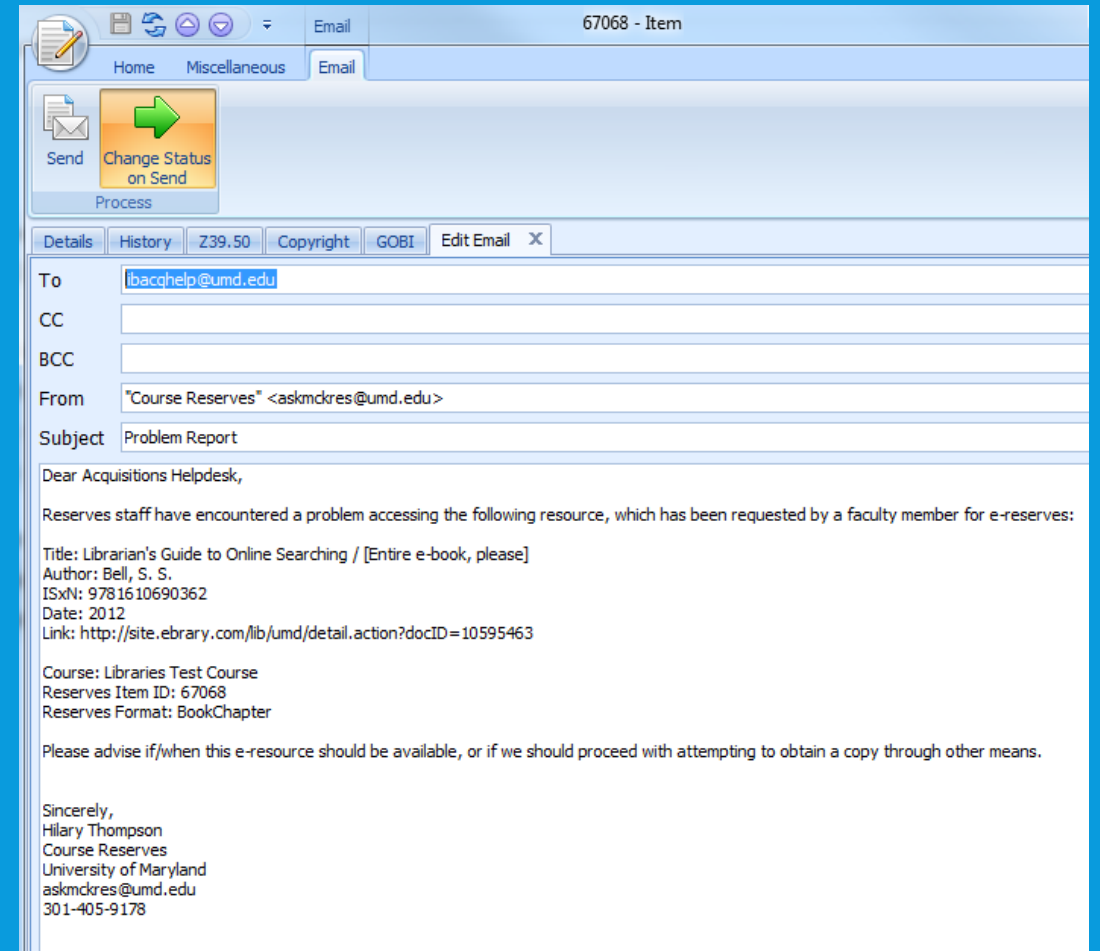 Email
67068 - Item
Home Miscellaneous Email
Send Change Status
on Send
Process
Details History Z39.50 Copyright GOBI Edit Email X
To ibacqhelp@umd.edu
CC
BCC
From "Course Reserves" <askmckres@umd.edu>
Subject Problem Report
Dear Acquisitions Helpdesk,
Reserves staff have encountered a problem accessing the following resource, which has been requested by a faculty member for e-reserves:
Title: Librarian's Guide to Online Searching / [Entire e-book, please]
Author: Bell, S. S.
ISxN: 9781610690362
Date: 2012
Link: http://site.ebrary.com/lib/umd/detail.action?docID=10595463
Course: Libraries Test Course
Reserves Item ID: 67068
Reserves Format: BookChapter
Please advise if/when this e-resource should be available, or if we should proceed with attempting to obtain a copy through other means.
Sincerely,
Hilary Thompson
Course Reserves
University of Maryland
askmckres@umd.edu
301-405-9178